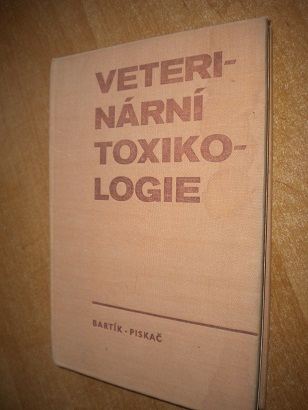 VETERI-
NÁRNÍ
TOXIKO-
LOGIE
BARTÍK - PISKAČ